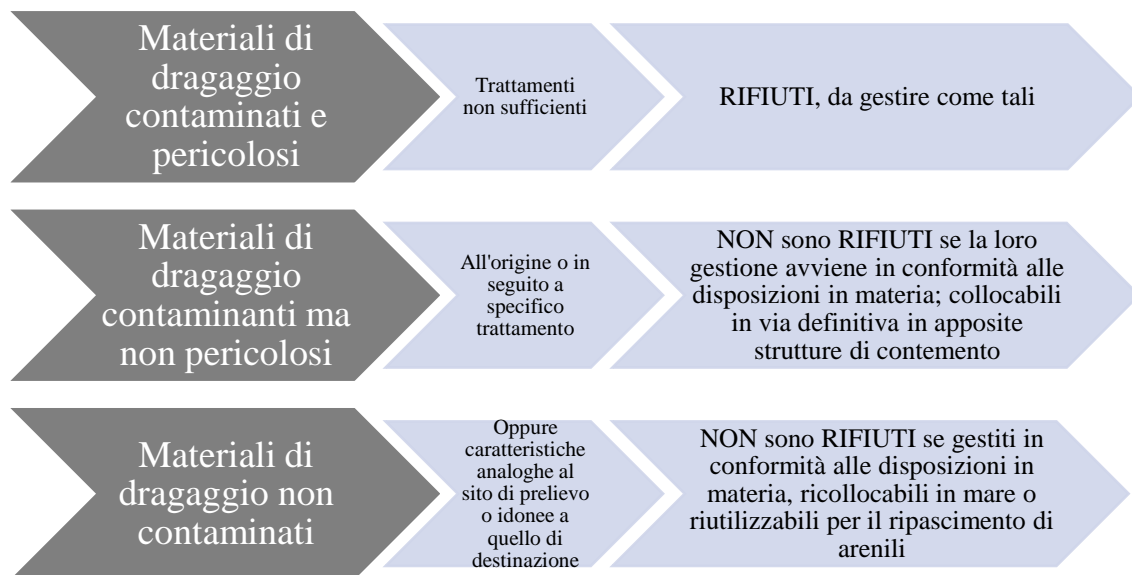 Materiali di
dragaggio
contaminati e
pericolosi
Trattamenti
non sufficienti
RIFIUTI, da gestire come tali
Materiali di
dragaggio
contaminanti ma
non pericolosi
All'origine o in
seguito a
specifico
trattamento
NON sono RIFIUTI se la loro
gestione avviene in conformità alle
disposizioni in materia; collocabili
in via definitiva in apposite
strutture di contemento
Materiali di
dragaggio non
contaminati
Oppure
caratteristiche
analoghe al
sito di prelievo
o idonee a
quello di
destinazione
NON sono RIFIUTI se gestiti in
conformità alle disposizioni in
materia, ricollocabili in mare o
riutilizzabili per il ripascimento di
arenili